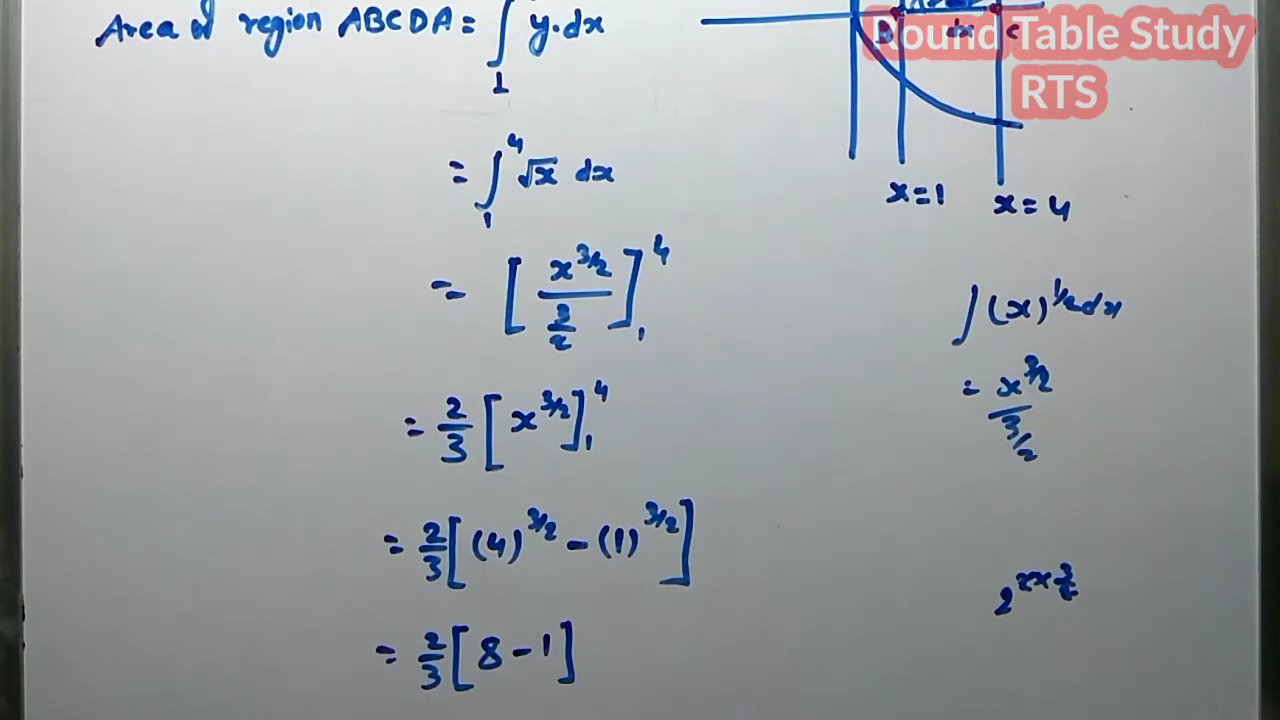 Area of region ABCDA = ∫₁ y.dx
B dx C
Round Table Study
RTS
= ∫₁⁴ √x dx
x=1 x=4
= [x^3/2 / 3/2]₁⁴
∫(x)^1/2 dx
= x^3/2 / 3/2
= 2/3 [x^3/2]₁⁴
= 2/3 [(4)^3/2 - (1)^3/2]
2^2×3/2
= 2/3 [8 - 1]